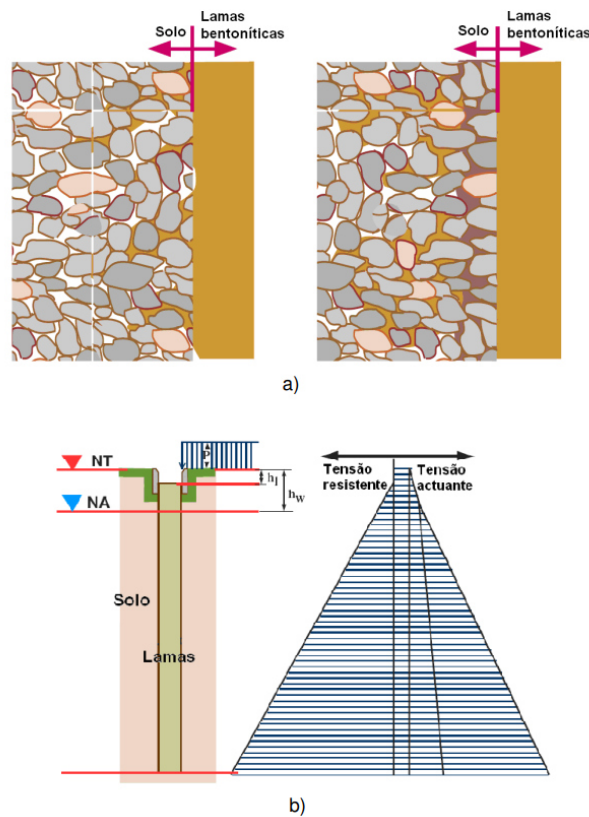 Solo
Lamas
bentoníticas
Solo
Lamas
bentoníticas
a)
P
NT
h_l
h_w
NA
Tensão
resistente
Tensão
actuante
Solo
Lamas
b)